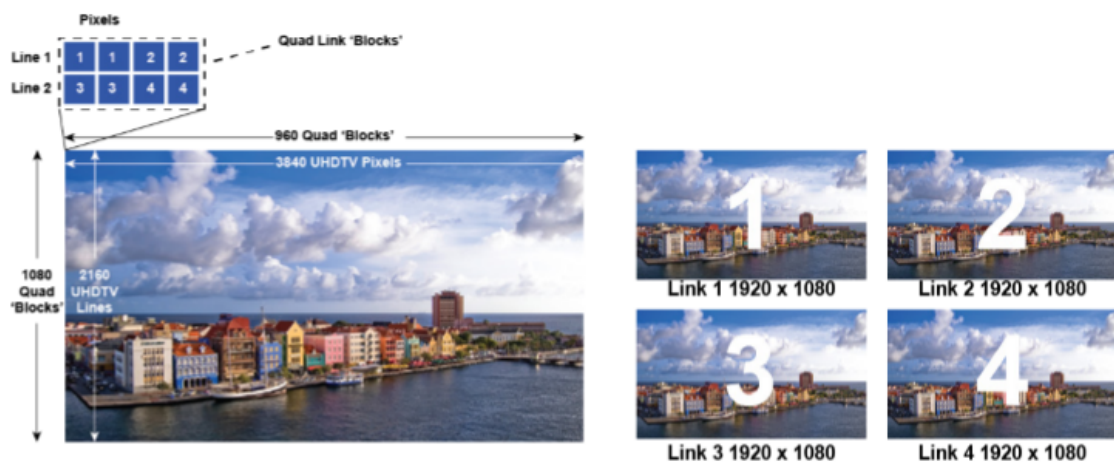 Pixels
Quad Link ‘Blocks’
Line 1 1 1 2 2
Line 2 3 3 4 4
960 Quad ‘Blocks’
3840 UHDTV Pixels
1080
Quad
‘Blocks’
2160
UHDTV
Lines
1
Link 1 1920 x 1080
2
Link 2 1920 x 1080
3
Link 3 1920 x 1080
4
Link 4 1920 x 1080